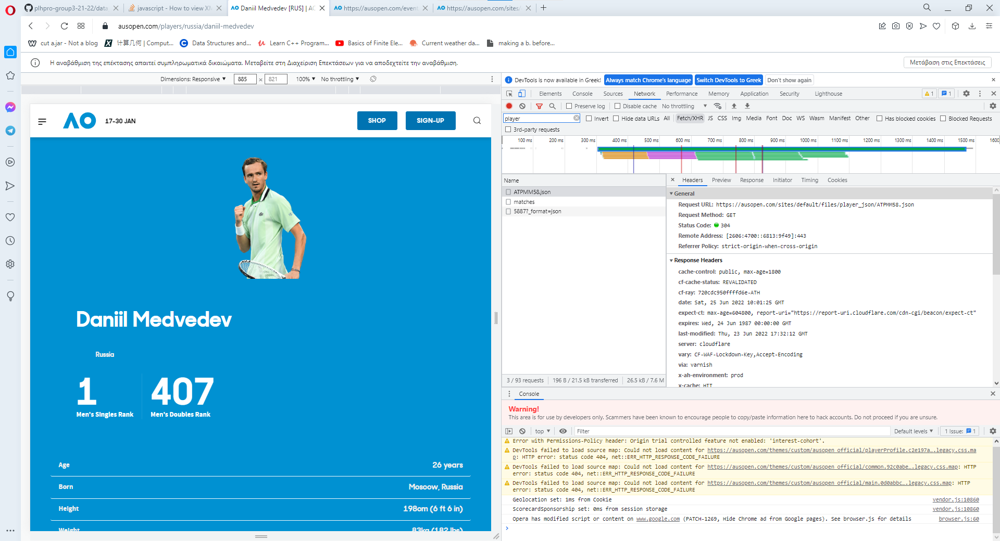 plhpro-group3-21-22/data
javascript - How to view XM
Daniil Medvedev [RUS] | AO
https://ausopen.com/event
https://ausopen.com/sites/
ausopen.com/players/russia/daniil-medvedev
cut a.jar - Not a blog
计算几何 | Comput...
Data Structures and...
Learn C++ Program...
Basics of Finite Ele...
Current weather da...
making a b. before...
Η αναβάθμιση της επέκτασης απαιτεί συμπληρωματικά δικαιώματα. Μεταβείτε στη Διαχείριση Επεκτάσεων για να αποδεχτείτε την αναβάθμιση.
Μετάβαση στις Επεκτάσεις
Dimensions: Responsive ▼ 885 × 821 100% ▼ No throttling ▼
AO 17-30 JAN SHOP SIGN-UP
Daniil Medvedev
Russia
1 407
Men's Singles Rank Men's Doubles Rank
Age 26 years
Born Moscow, Russia
Height 198cm (6 ft 6 in)
Weight 83kg (182 lbs)
DevTools is now available in Greek! Always match Chrome's language Switch DevTools to Greek Don't show again
Elements Console Sources Network Performance Memory Application Security Lighthouse 1 1
Preserve log Disable cache No throttling ▼
player Invert Hide data URLs All Fetch/XHR JS CSS Img Media Font Doc WS Wasm Manifest Other Has blocked cookies Blocked Requests
3rd-party requests
100 ms 200 ms 300 ms 400 ms 500 ms 600 ms 700 ms 800 ms 900 ms 1000 ms 1100 ms 1200 ms 1300 ms 1400 ms 1500 ms 1600
Name
ATPMM58.json
matches
5887?_format=json
3 / 93 requests 196 B / 21.5 kB transferred 26.5 kB / 7.6 M
Headers Preview Response Initiator Timing Cookies
General
Request URL: https://ausopen.com/sites/default/files/player_json/ATPMM58.json
Request Method: GET
Status Code: 304
Remote Address: [2606:4700::6813:9f49]:443
Referrer Policy: strict-origin-when-cross-origin
Response Headers
cache-control: public, max-age=1800
cf-cache-status: REVALIDATED
cf-ray: 720cdc950ffffd6e-ATH
date: Sat, 25 Jun 2022 10:01:25 GMT
expect-ct: max-age=604800, report-uri="https://report-uri.cloudflare.com/cdn-cgi/beacon/expect-ct"
expires: Wed, 24 Jun 1987 00:00:00 GMT
last-modified: Thu, 23 Jun 2022 17:32:12 GMT
server: cloudflare
vary: CF-WAF-Lockdown-Key,Accept-Encoding
via: varnish
x-ah-environment: prod
x-cache: HIT
Console
Warning!
This area is for use by developers only. Scammers have been known to encourage people to copy/paste information here to hack accounts. Do not proceed if you are unsure.
top ▼ Filter Default levels ▼ 1 Issue: 1
Error with Permissions-Policy header: Origin trial controlled feature not enabled: 'interest-cohort'.
DevTools failed to load source map: Could not load content for https://ausopen.com/themes/custom/ausopen_official/playerProfile.c2e197a….legacy.css.ma
p: HTTP error: status code 404, net::ERR_HTTP_RESPONSE_CODE_FAILURE
DevTools failed to load source map: Could not load content for https://ausopen.com/themes/custom/ausopen_official/common.92c0abe….legacy.css.map: HTTP
error: status code 404, net::ERR_HTTP_RESPONSE_CODE_FAILURE
DevTools failed to load source map: Could not load content for https://ausopen.com/themes/custom/ausopen_official/main.0d0abbc….legacy.css.map: HTTP
error: status code 404, net::ERR_HTTP_RESPONSE_CODE_FAILURE
Geolocation set: 1ms from Cookie vendor.js:10860
ScorecardSponsorship set: 0ms from session storage vendor.js:10860
Opera has modified script or content on www.google.com (PATCH-1269, Hide Chrome ad from Google pages). See browser.js for details browser.js:60